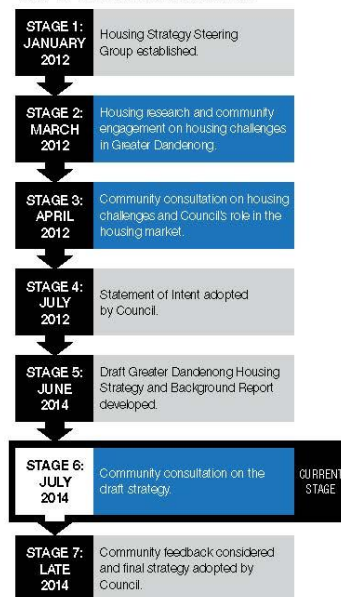 STAGE 1:
JANUARY
2012
Housing Strategy Steering
Group established.
STAGE 2:
MARCH
2012
Housing research and community
engagement on housing challenges
in Greater Dandenong.
STAGE 3:
APRIL
2012
Community consultation on housing
challenges and Council's role in the
housing market.
STAGE 4:
JULY
2012
Statement of Intent adopted
by Council.
STAGE 5:
JUNE
2014
Draft Greater Dandenong Housing
Strategy and Background Report
developed.
STAGE 6:
JULY
2014
Community consultation on the
draft strategy.
CURRENT
STAGE
STAGE 7:
LATE
2014
Community feedback considered
and final strategy adopted by
Council.